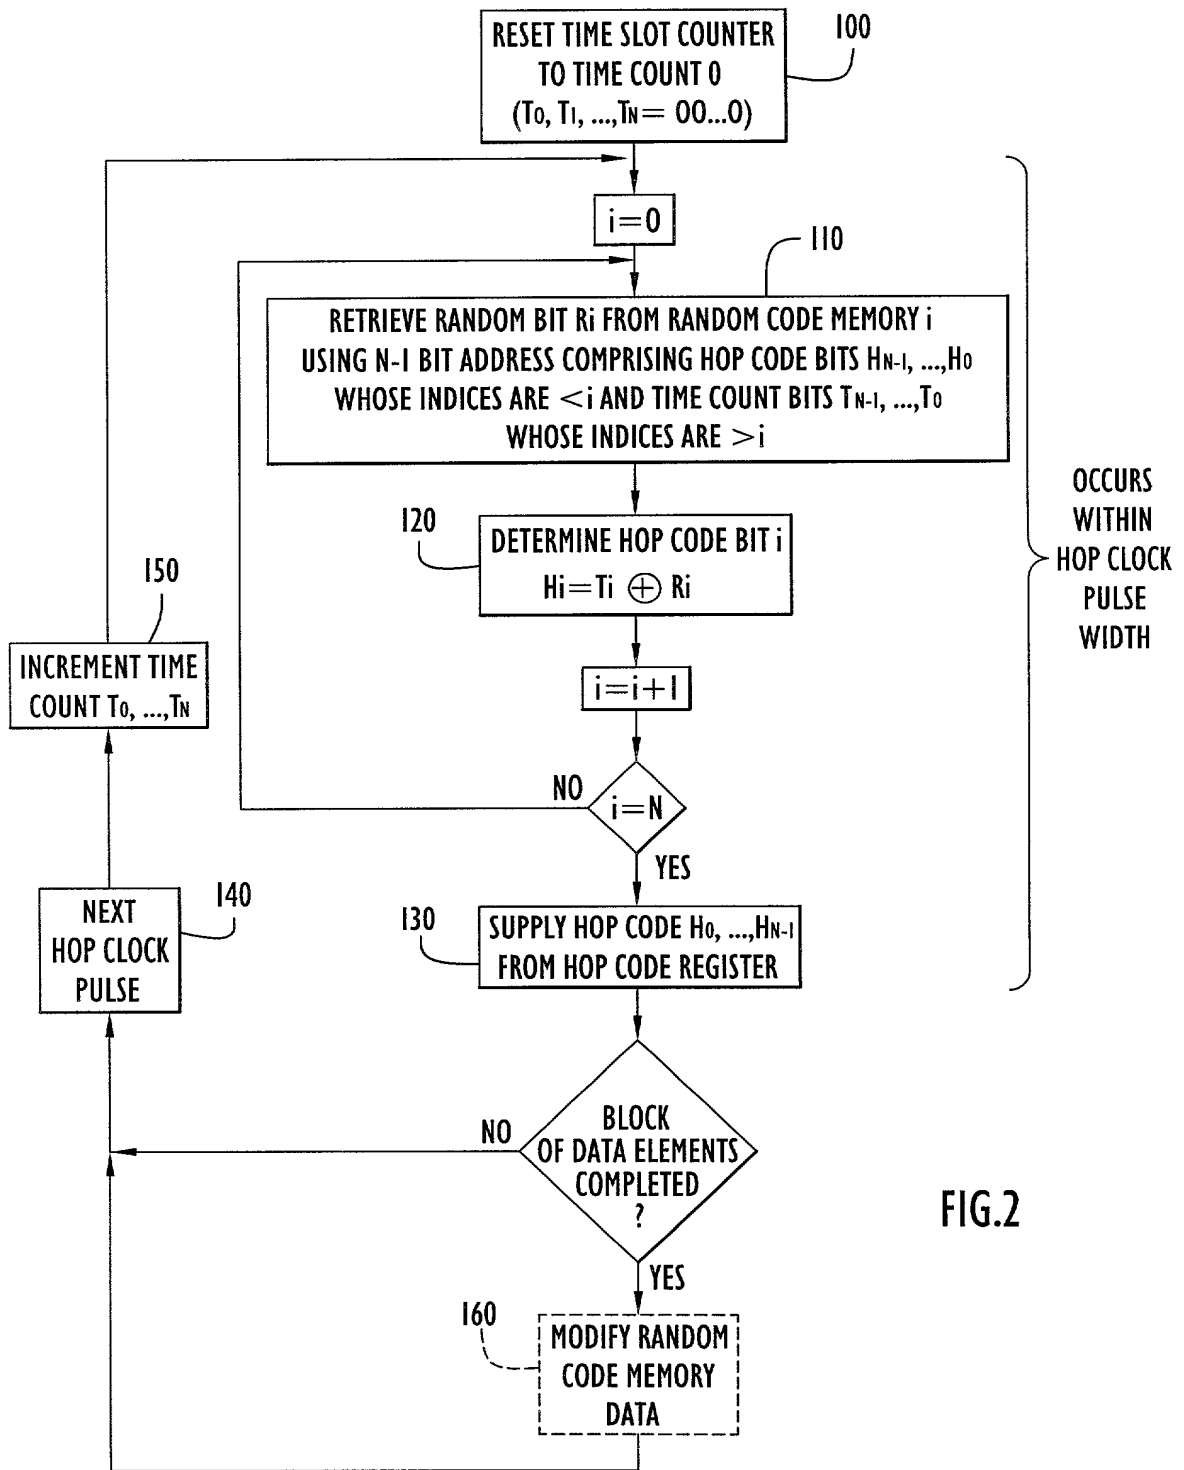 RESET TIME SLOT COUNTER
TO TIME COUNT 0
(T0, T1, ...,TN= 00...0)
100
i=0
110
RETRIEVE RANDOM BIT Ri FROM RANDOM CODE MEMORY i
USING N-1 BIT ADDRESS COMPRISING HOP CODE BITS HN-1, ...,H0
WHOSE INDICES ARE <i AND TIME COUNT BITS TN-1, ...,T0
WHOSE INDICES ARE >i
120
DETERMINE HOP CODE BIT i
Hi=Ti ⊕ Ri
i=i+1
i=N
NO
YES
130
SUPPLY HOP CODE H0, ...,HN-1
FROM HOP CODE REGISTER
OCCURS
WITHIN
HOP CLOCK
PULSE
WIDTH
150
INCREMENT TIME
COUNT T0, ...,TN
140
NEXT
HOP CLOCK
PULSE
BLOCK
OF DATA ELEMENTS
COMPLETED
?
NO
YES
160
MODIFY RANDOM
CODE MEMORY
DATA
FIG.2